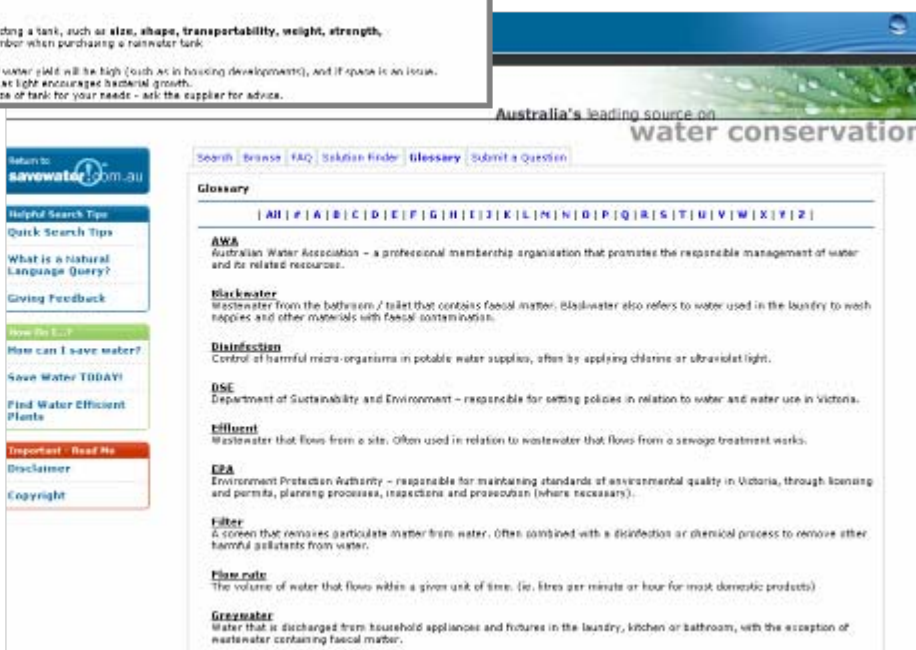 size, shape, transportability, weight, strength,
when purchasing a rainwater tank
water yield will be high (such as in housing developments), and if space is an issue.
as light encourages bacterial growth.
of tank for your needs - ask the supplier for advice.
Australia's leading source on
water conservation
Return to
savewater!.com.au
Helpful Search Tips
Quick Search Tips
What is a Natural
Language Query?
Giving Feedback
How Do I...?
How can I save water?
Save Water TODAY!
Find Water Efficient
Plants
Important - Read Me
Disclaimer
Copyright
Search Browse FAQ Solution Finder Glossary Submit a Question
Glossary
| All | # | A | B | C | D | E | F | G | H | I | J | K | L | M | N | O | P | Q | R | S | T | U | V | W | X | Y | Z |
AWA
Australian Water Association - a professional membership organisation that promotes the responsible management of water
and its related resources.
Blackwater
Wastewater from the bathroom / toilet that contains faecal matter. Blackwater also refers to water used in the laundry to wash
nappies and other materials with faecal contamination.
Disinfection
Control of harmful micro-organisms in potable water supplies, often by applying chlorine or ultraviolet light.
DSE
Department of Sustainability and Environment - responsible for setting policies in relation to water and water use in Victoria.
Effluent
Wastewater that flows from a site. Often used in relation to wastewater that flows from a sewage treatment works.
EPA
Environment Protection Authority - responsible for maintaining standards of environmental quality in Victoria, through licensing
and permits, planning processes, inspections and prosecution (where necessary).
Filter
A screen that removes particulate matter from water. Often combined with a disinfection or chemical process to remove other
harmful pollutants from water.
Flow rate
The volume of water that flows within a given unit of time. (ie. litres per minute or hour for most domestic products)
Greywater
Water that is discharged from household appliances and fixtures in the laundry, kitchen or bathroom, with the exception of
wastewater containing faecal matter.